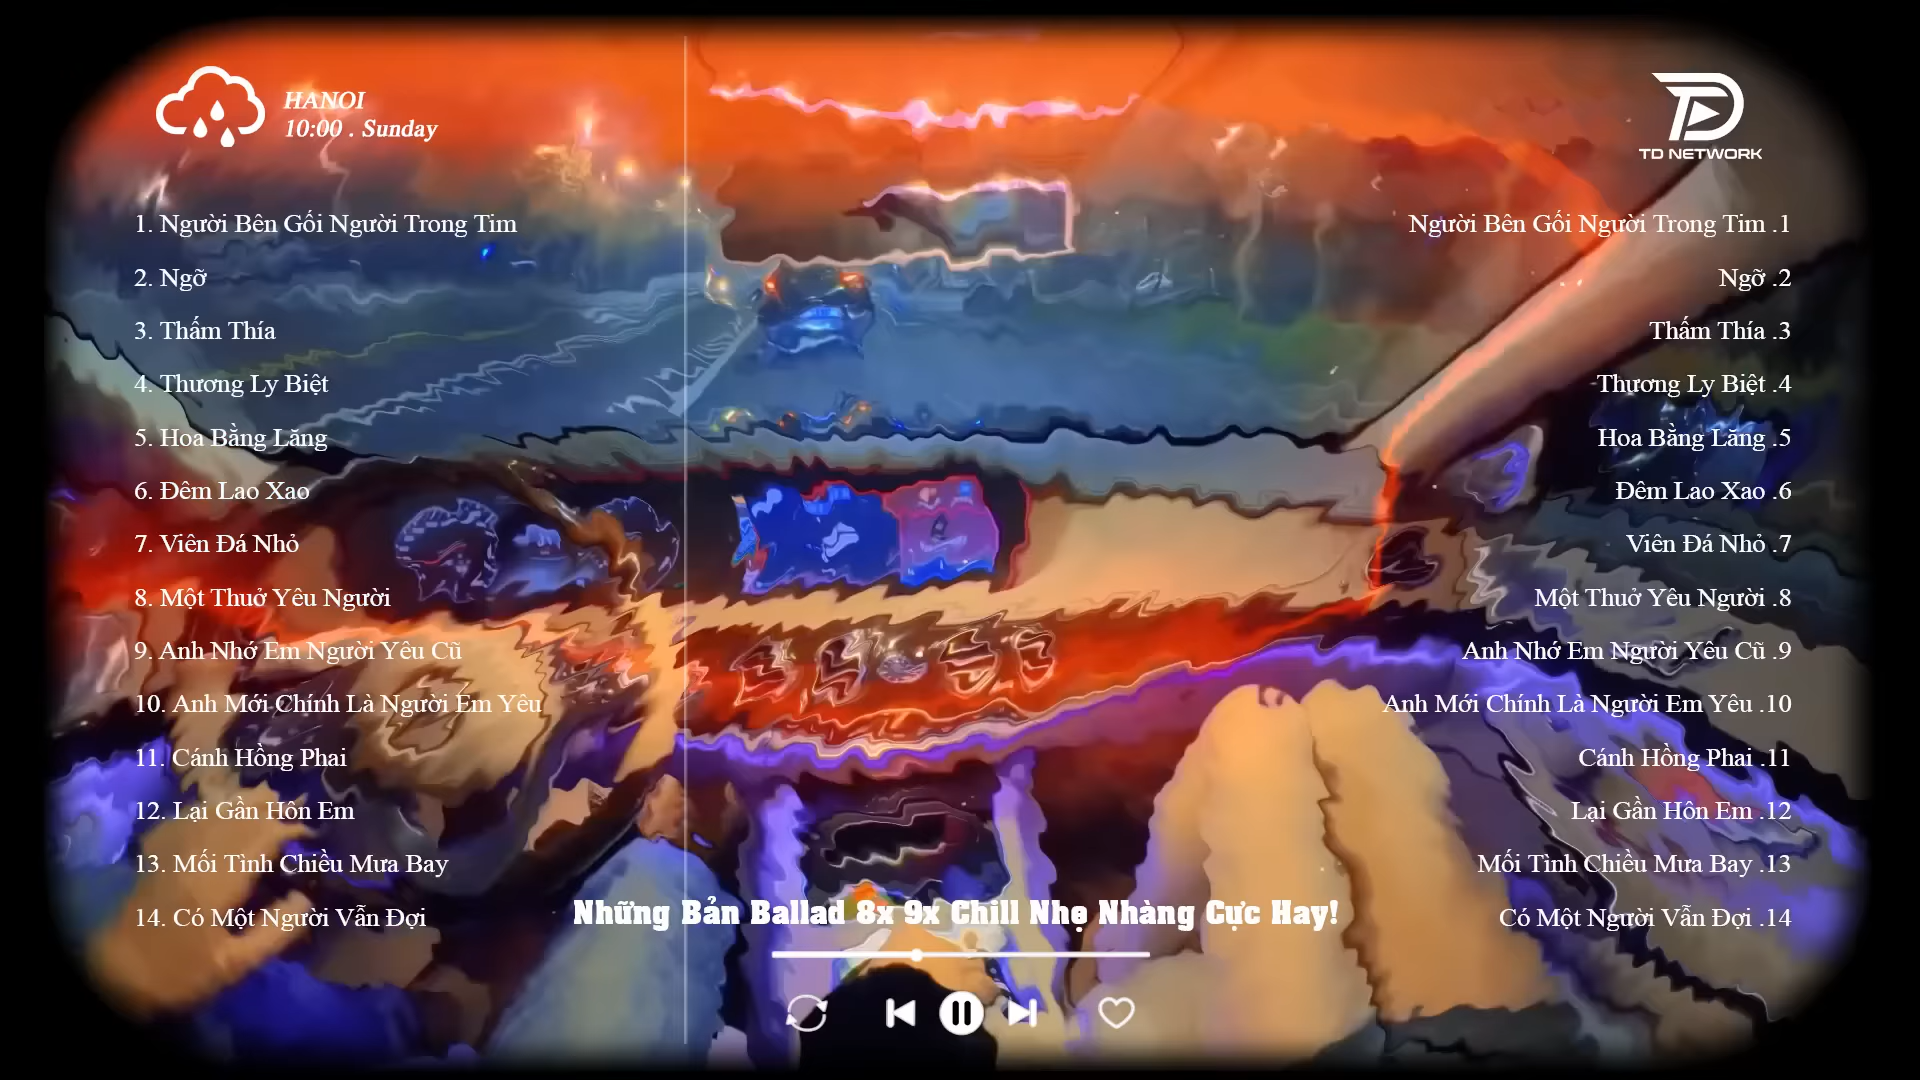 HANOI
10:00 . Sunday
TD NETWORK
1. Người Bên Gối Người Trong Tim
2. Ngỡ
3. Thấm Thía
4. Thương Ly Biệt
5. Hoa Bằng Lăng
6. Đêm Lao Xao
7. Viên Đá Nhỏ
8. Một Thuở Yêu Người
9. Anh Nhớ Em Người Yêu Cũ
10. Anh Mới Chính Là Người Em Yêu
11. Cánh Hồng Phai
12. Lại Gần Hôn Em
13. Mối Tình Chiều Mưa Bay
14. Có Một Người Vẫn Đợi
Người Bên Gối Người Trong Tim .1
Ngỡ .2
Thấm Thía .3
Thương Ly Biệt .4
Hoa Bằng Lăng .5
Đêm Lao Xao .6
Viên Đá Nhỏ .7
Một Thuở Yêu Người .8
Anh Nhớ Em Người Yêu Cũ .9
Anh Mới Chính Là Người Em Yêu .10
Cánh Hồng Phai .11
Lại Gần Hôn Em .12
Mối Tình Chiều Mưa Bay .13
Có Một Người Vẫn Đợi .14
Những Bản Ballad 8x 9x Chill Nhẹ Nhàng Cực Hay!